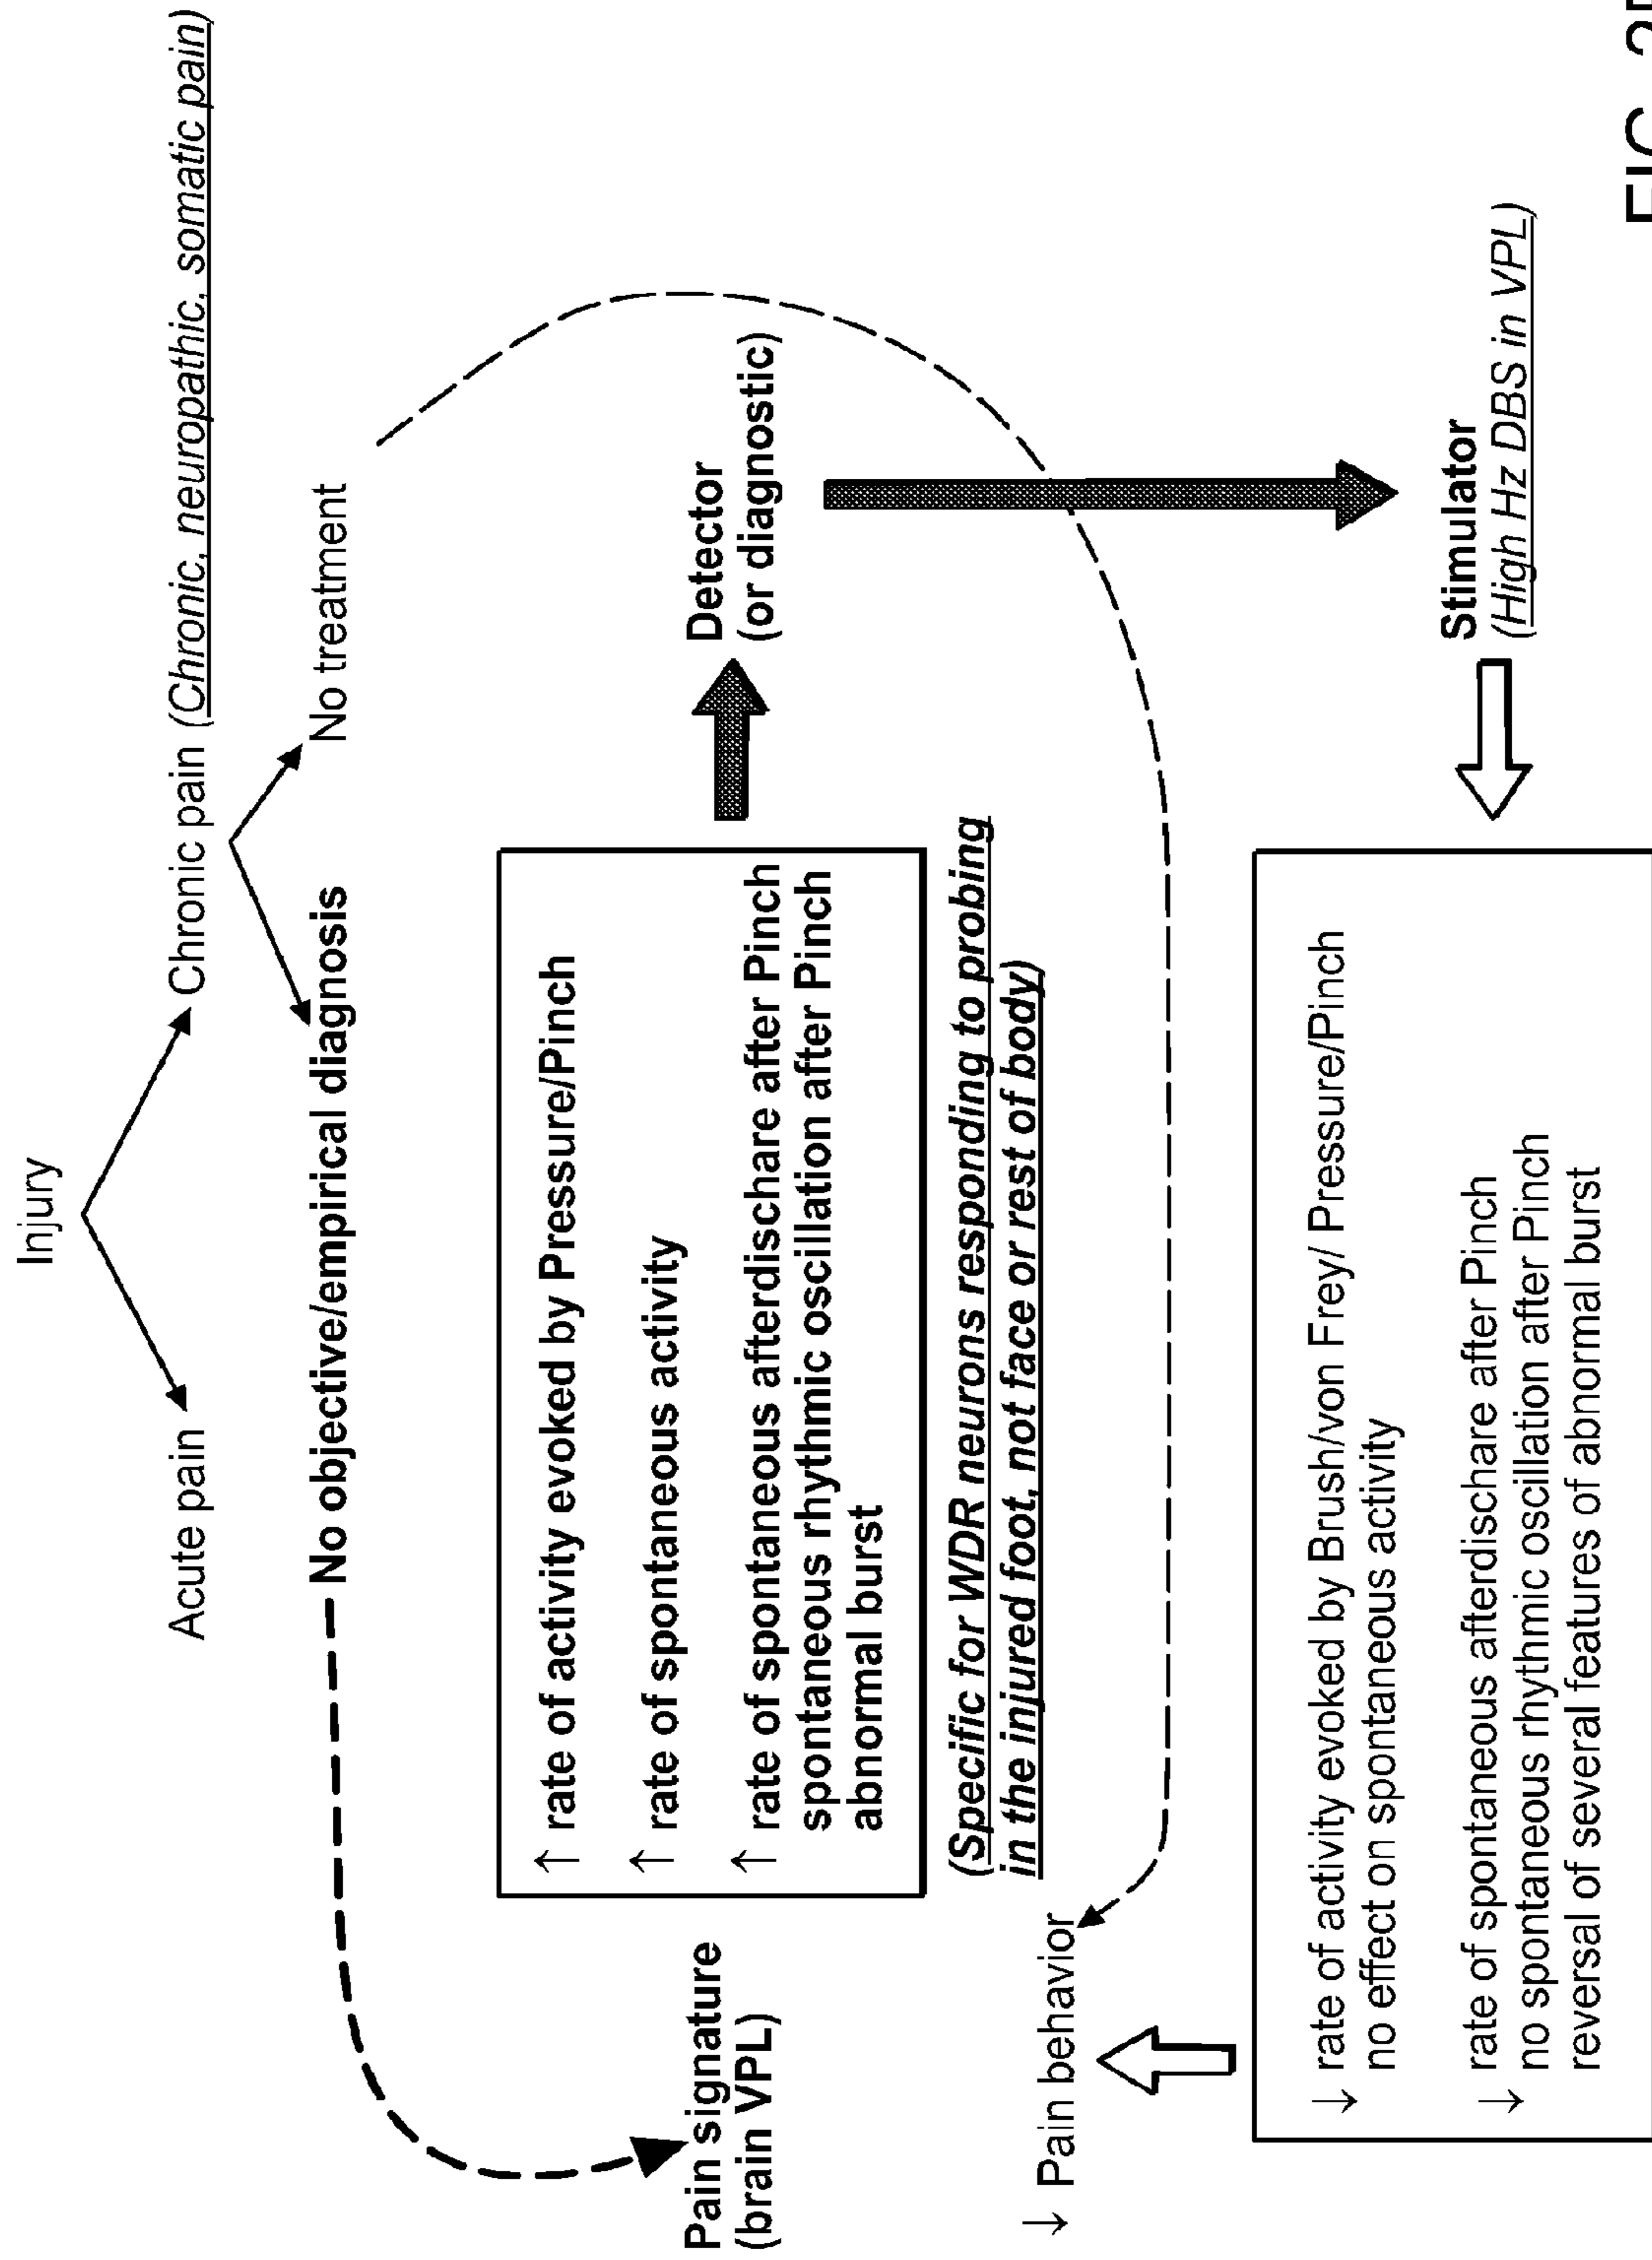 Injury
Acute pain
Chronic pain (Chronic, neuropathic, somatic pain)
No objective/empirical diagnosis
No treatment
Pain signature
(brain VPL)
↑ rate of activity evoked by Pressure/Pinch
↑ rate of spontaneous activity
↑ rate of spontaneous afterdischare after Pinch
spontaneous rhythmic oscillation after Pinch
abnormal burst
Detector
(or diagnostic)
(Specific for WDR neurons responding to probing
in the injured foot, not face or rest of body)
↓ Pain behavior
↓ rate of activity evoked by Brush/von Frey/ Pressure/Pinch
no effect on spontaneous activity
↓ rate of spontaneous afterdischare after Pinch
no spontaneous rhythmic oscillation after Pinch
reversal of several features of abnormal burst
Stimulator
(High Hz DBS in VPL)
FIG.